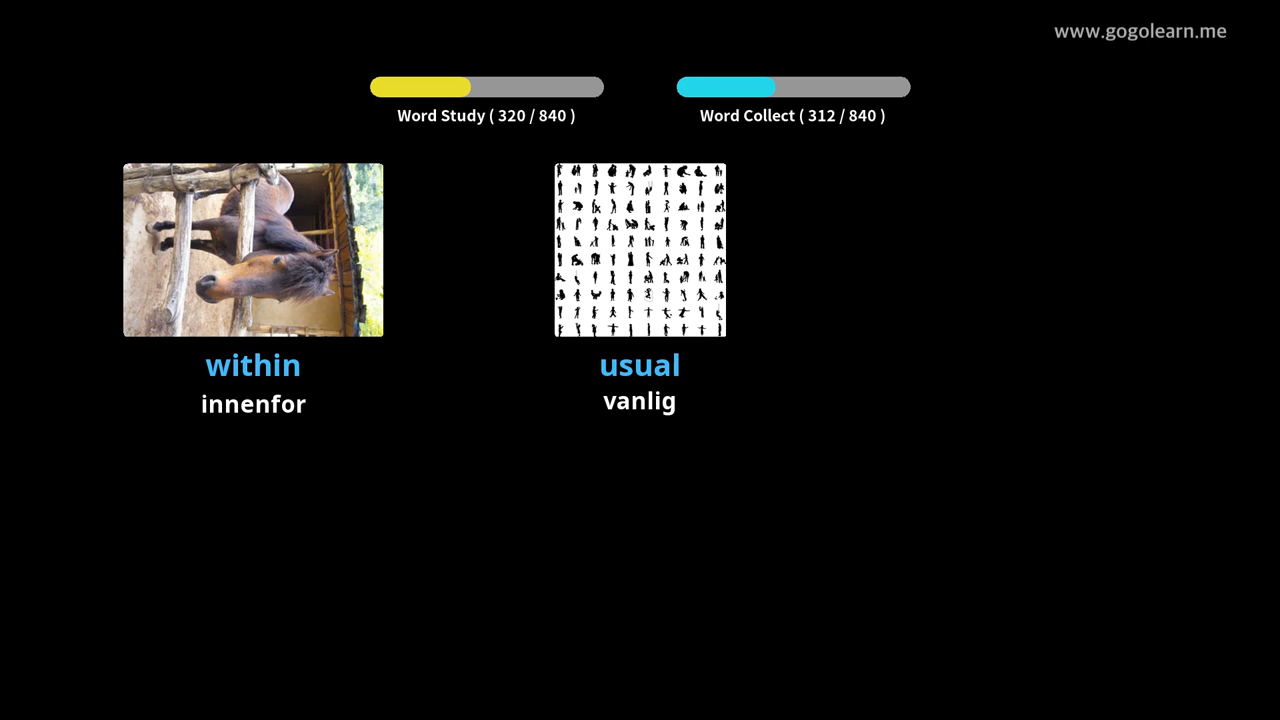 www.gogolearn.me
Word Study ( 320 / 840 )
Word Collect ( 312 / 840 )
within
innenfor
usual
vanlig